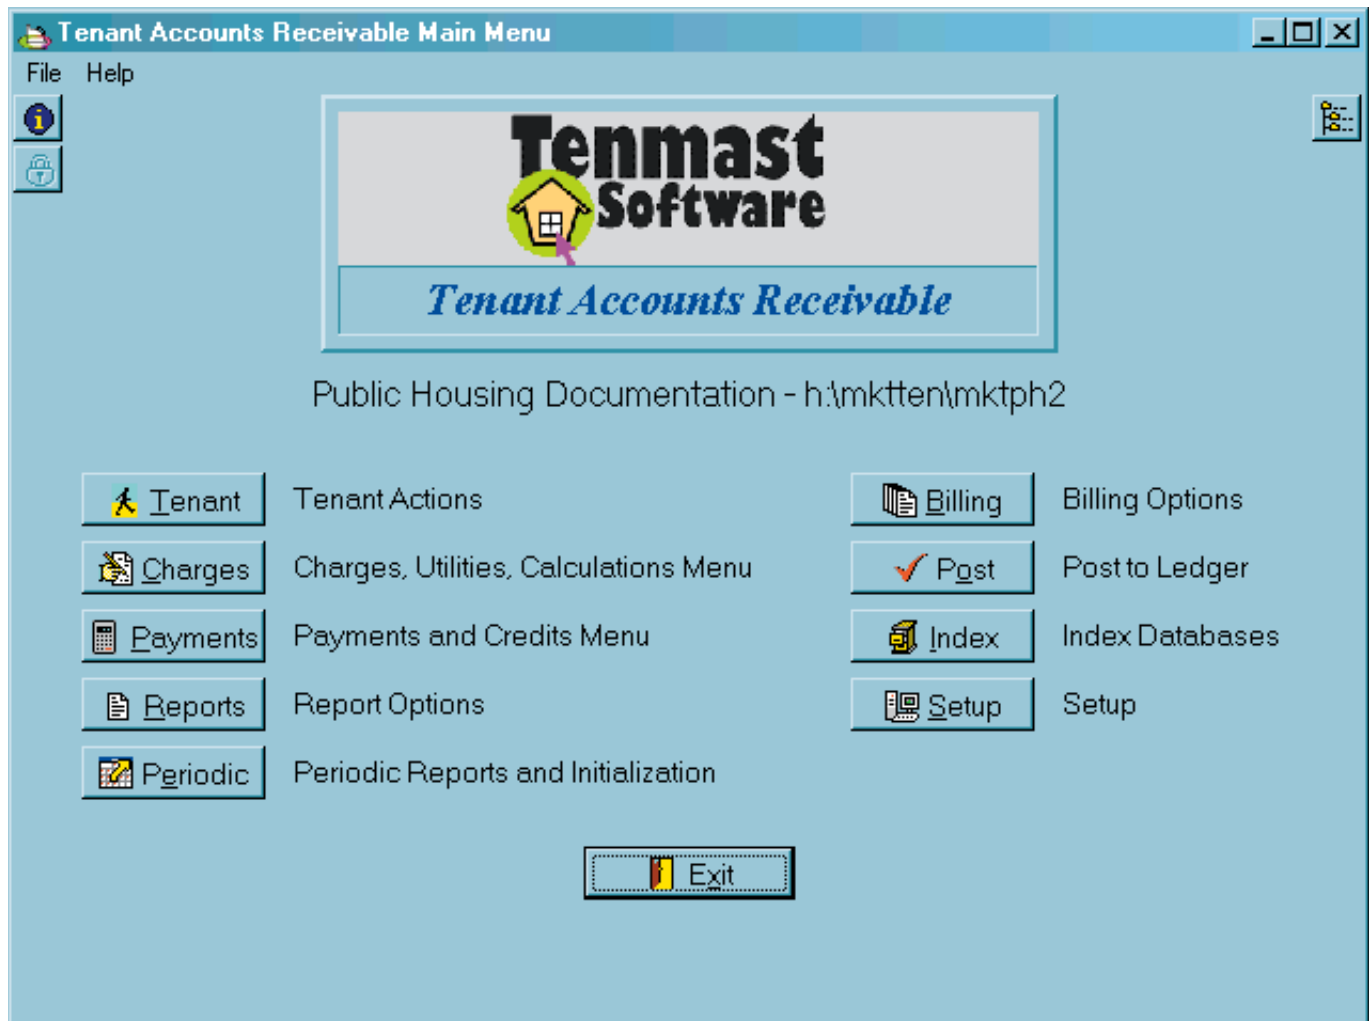 Tenant Accounts Receivable Main Menu
File Help
Tenmast
Software
Tenant Accounts Receivable
Public Housing Documentation - h:\mktten\mktph2
Tenant Tenant Actions Billing Billing Options
Charges Charges, Utilities, Calculations Menu Post Post to Ledger
Payments Payments and Credits Menu Index Index Databases
Reports Report Options Setup Setup
Periodic Periodic Reports and Initialization
Exit